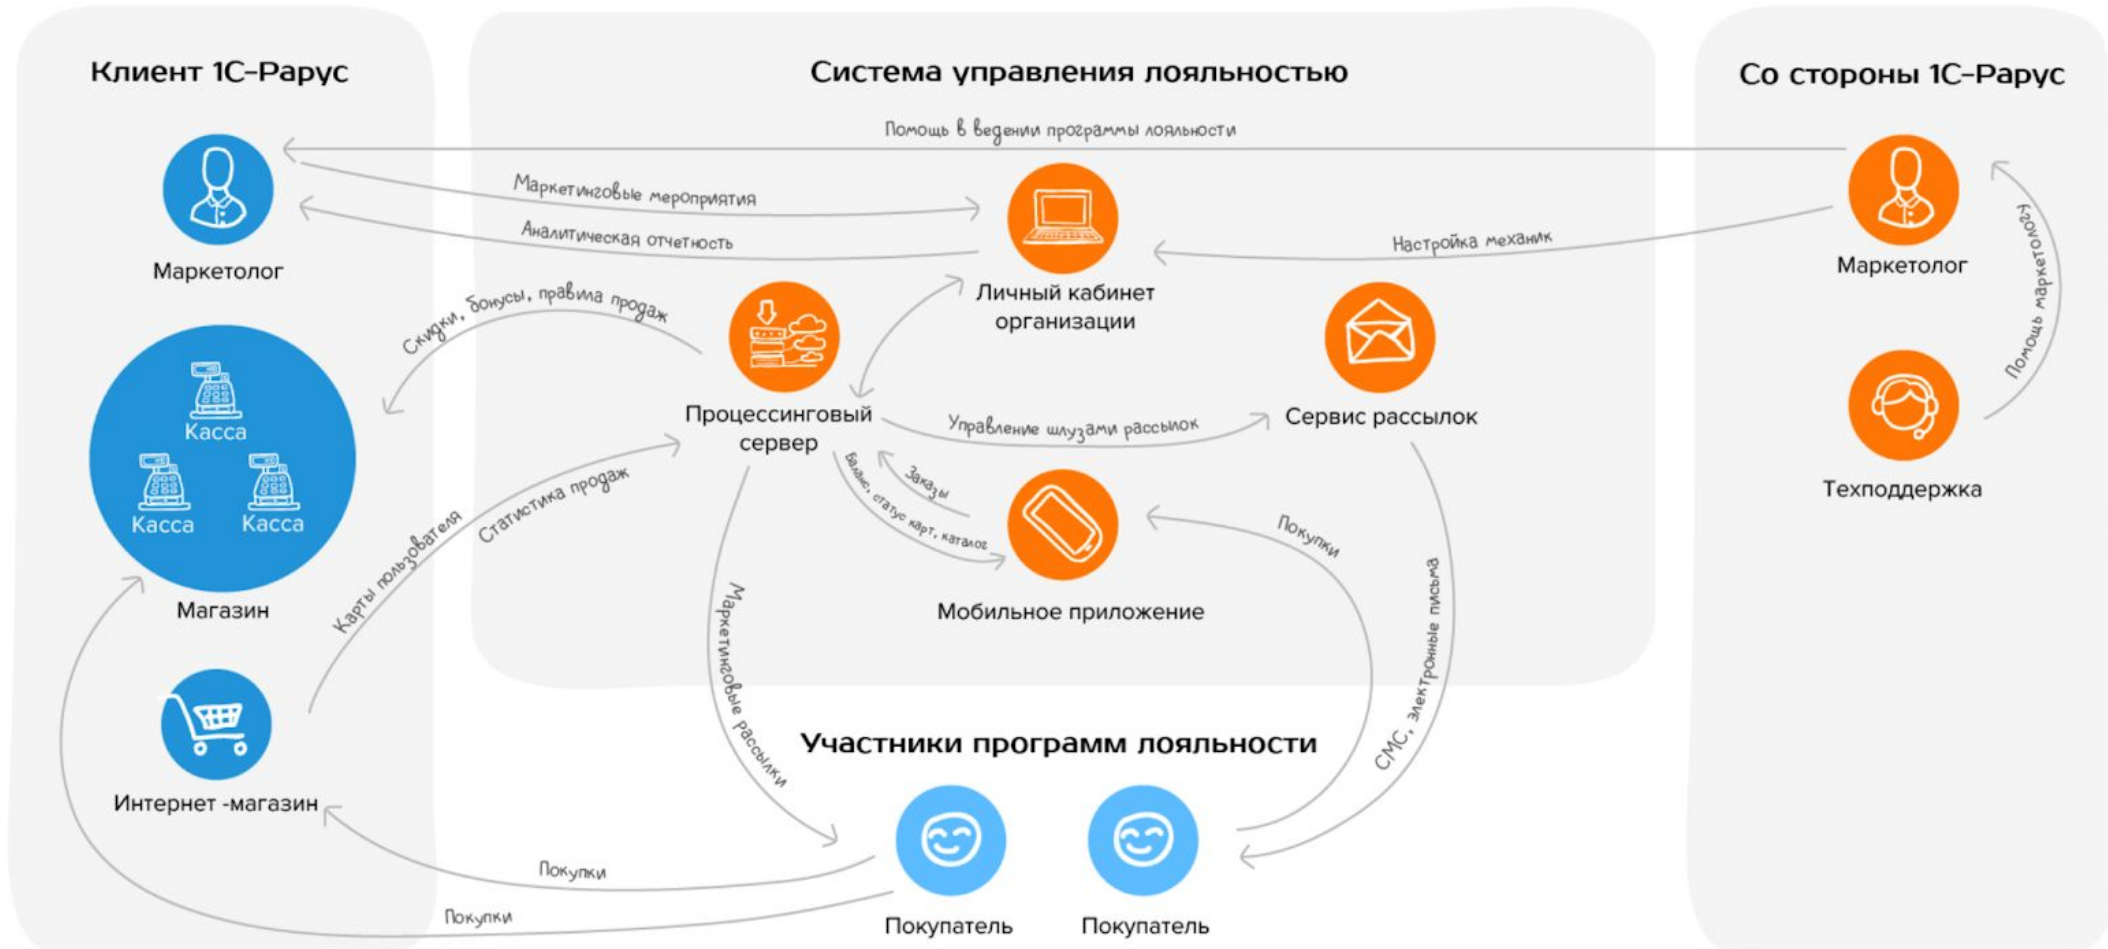 Клиент 1С-Рарус
Система управления лояльностью
Со стороны 1С-Рарус
Помощь в ведении программы лояльности
Маркетинговые мероприятия
Аналитическая отчетность
Настройка механик
Маркетолог
Личный кабинет
организации
Маркетолог
Помощь маркетологу
Скидки, бонусы, правила продаж
Касса
Касса
Касса
Магазин
Процессинговый
сервер
Управление шлузами рассылок
Сервис рассылок
Техподдержка
Заказы
Баланс, статус карт, каталог
Мобильное приложение
Карты пользователя
Статистика продаж
Покупки
СМС, электронные письма
Маркетинговые рассылки
Интернет -магазин
Участники программ лояльности
Покупки
Покупки
Покупатель
Покупатель